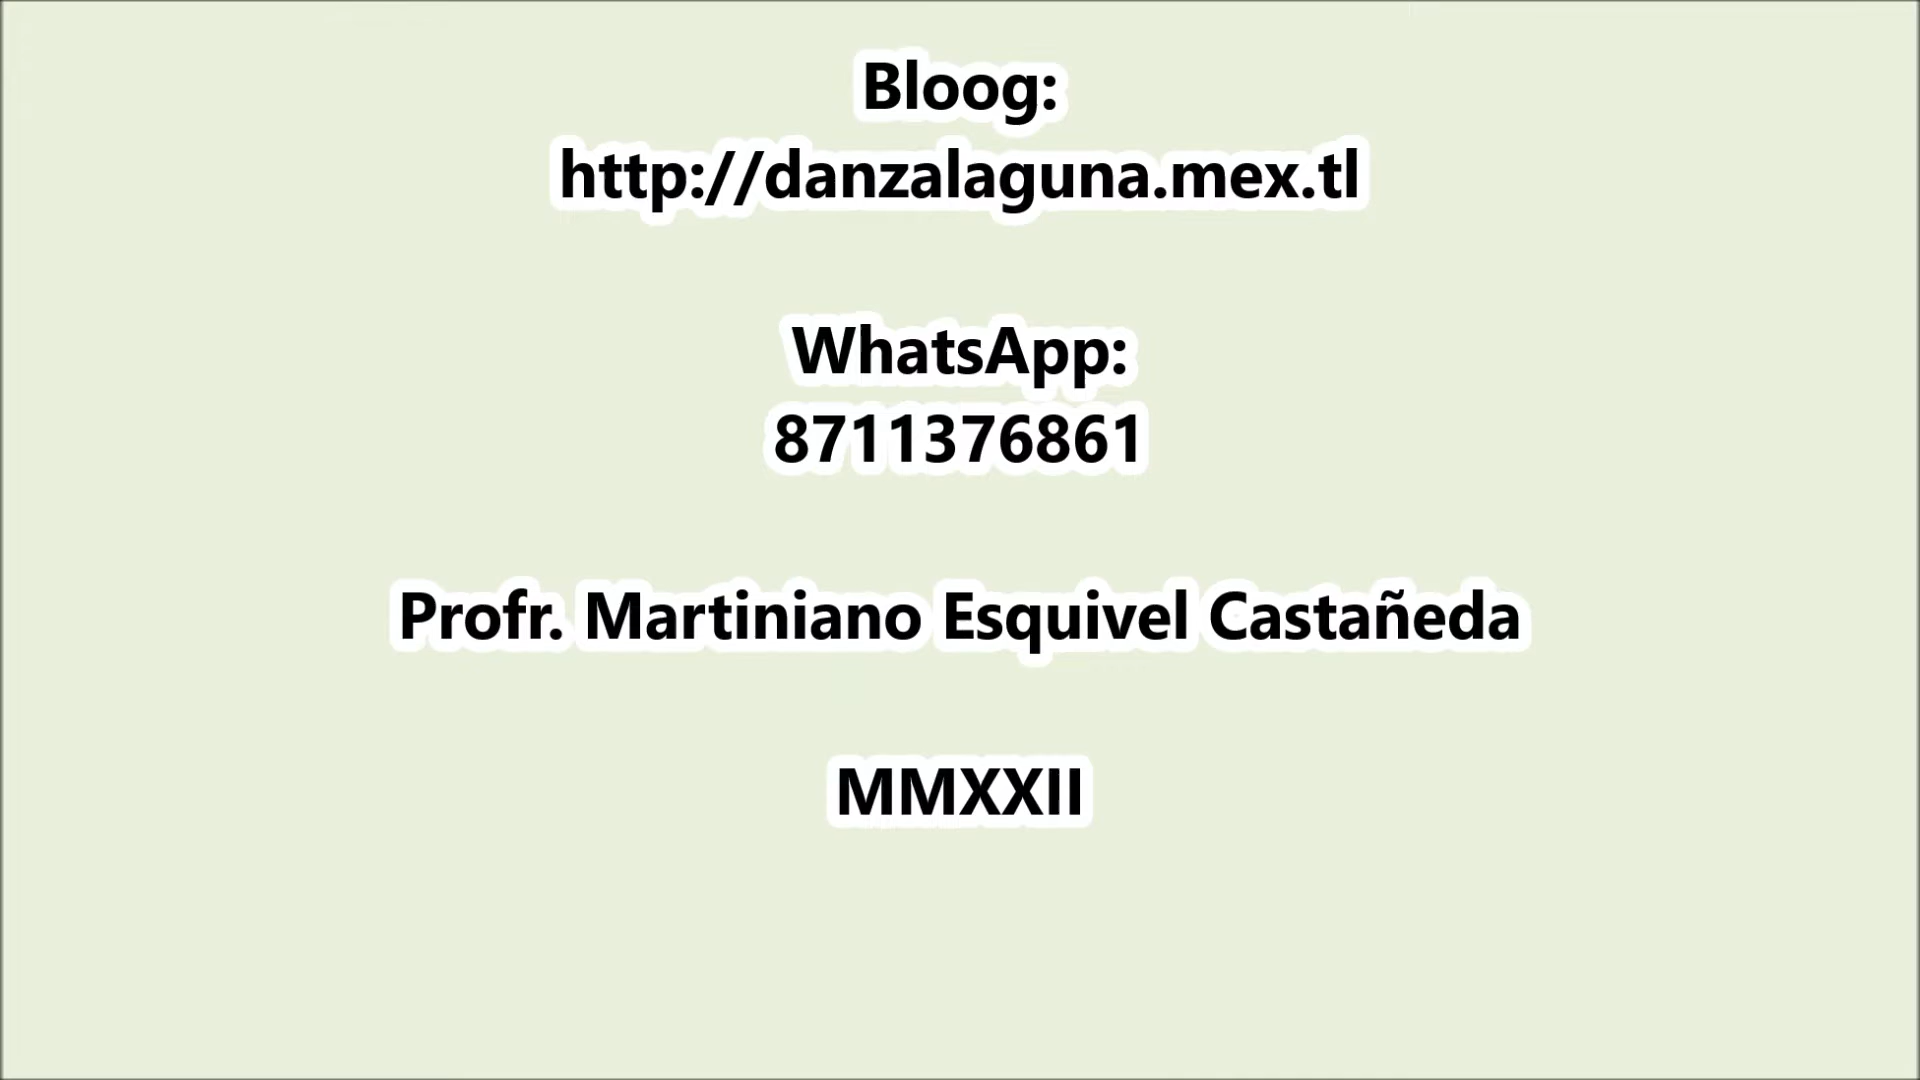 Bloog:
http://danzalaguna.mex.tl
WhatsApp:
8711376861
Profr. Martiniano Esquivel Castañeda
MMXXII